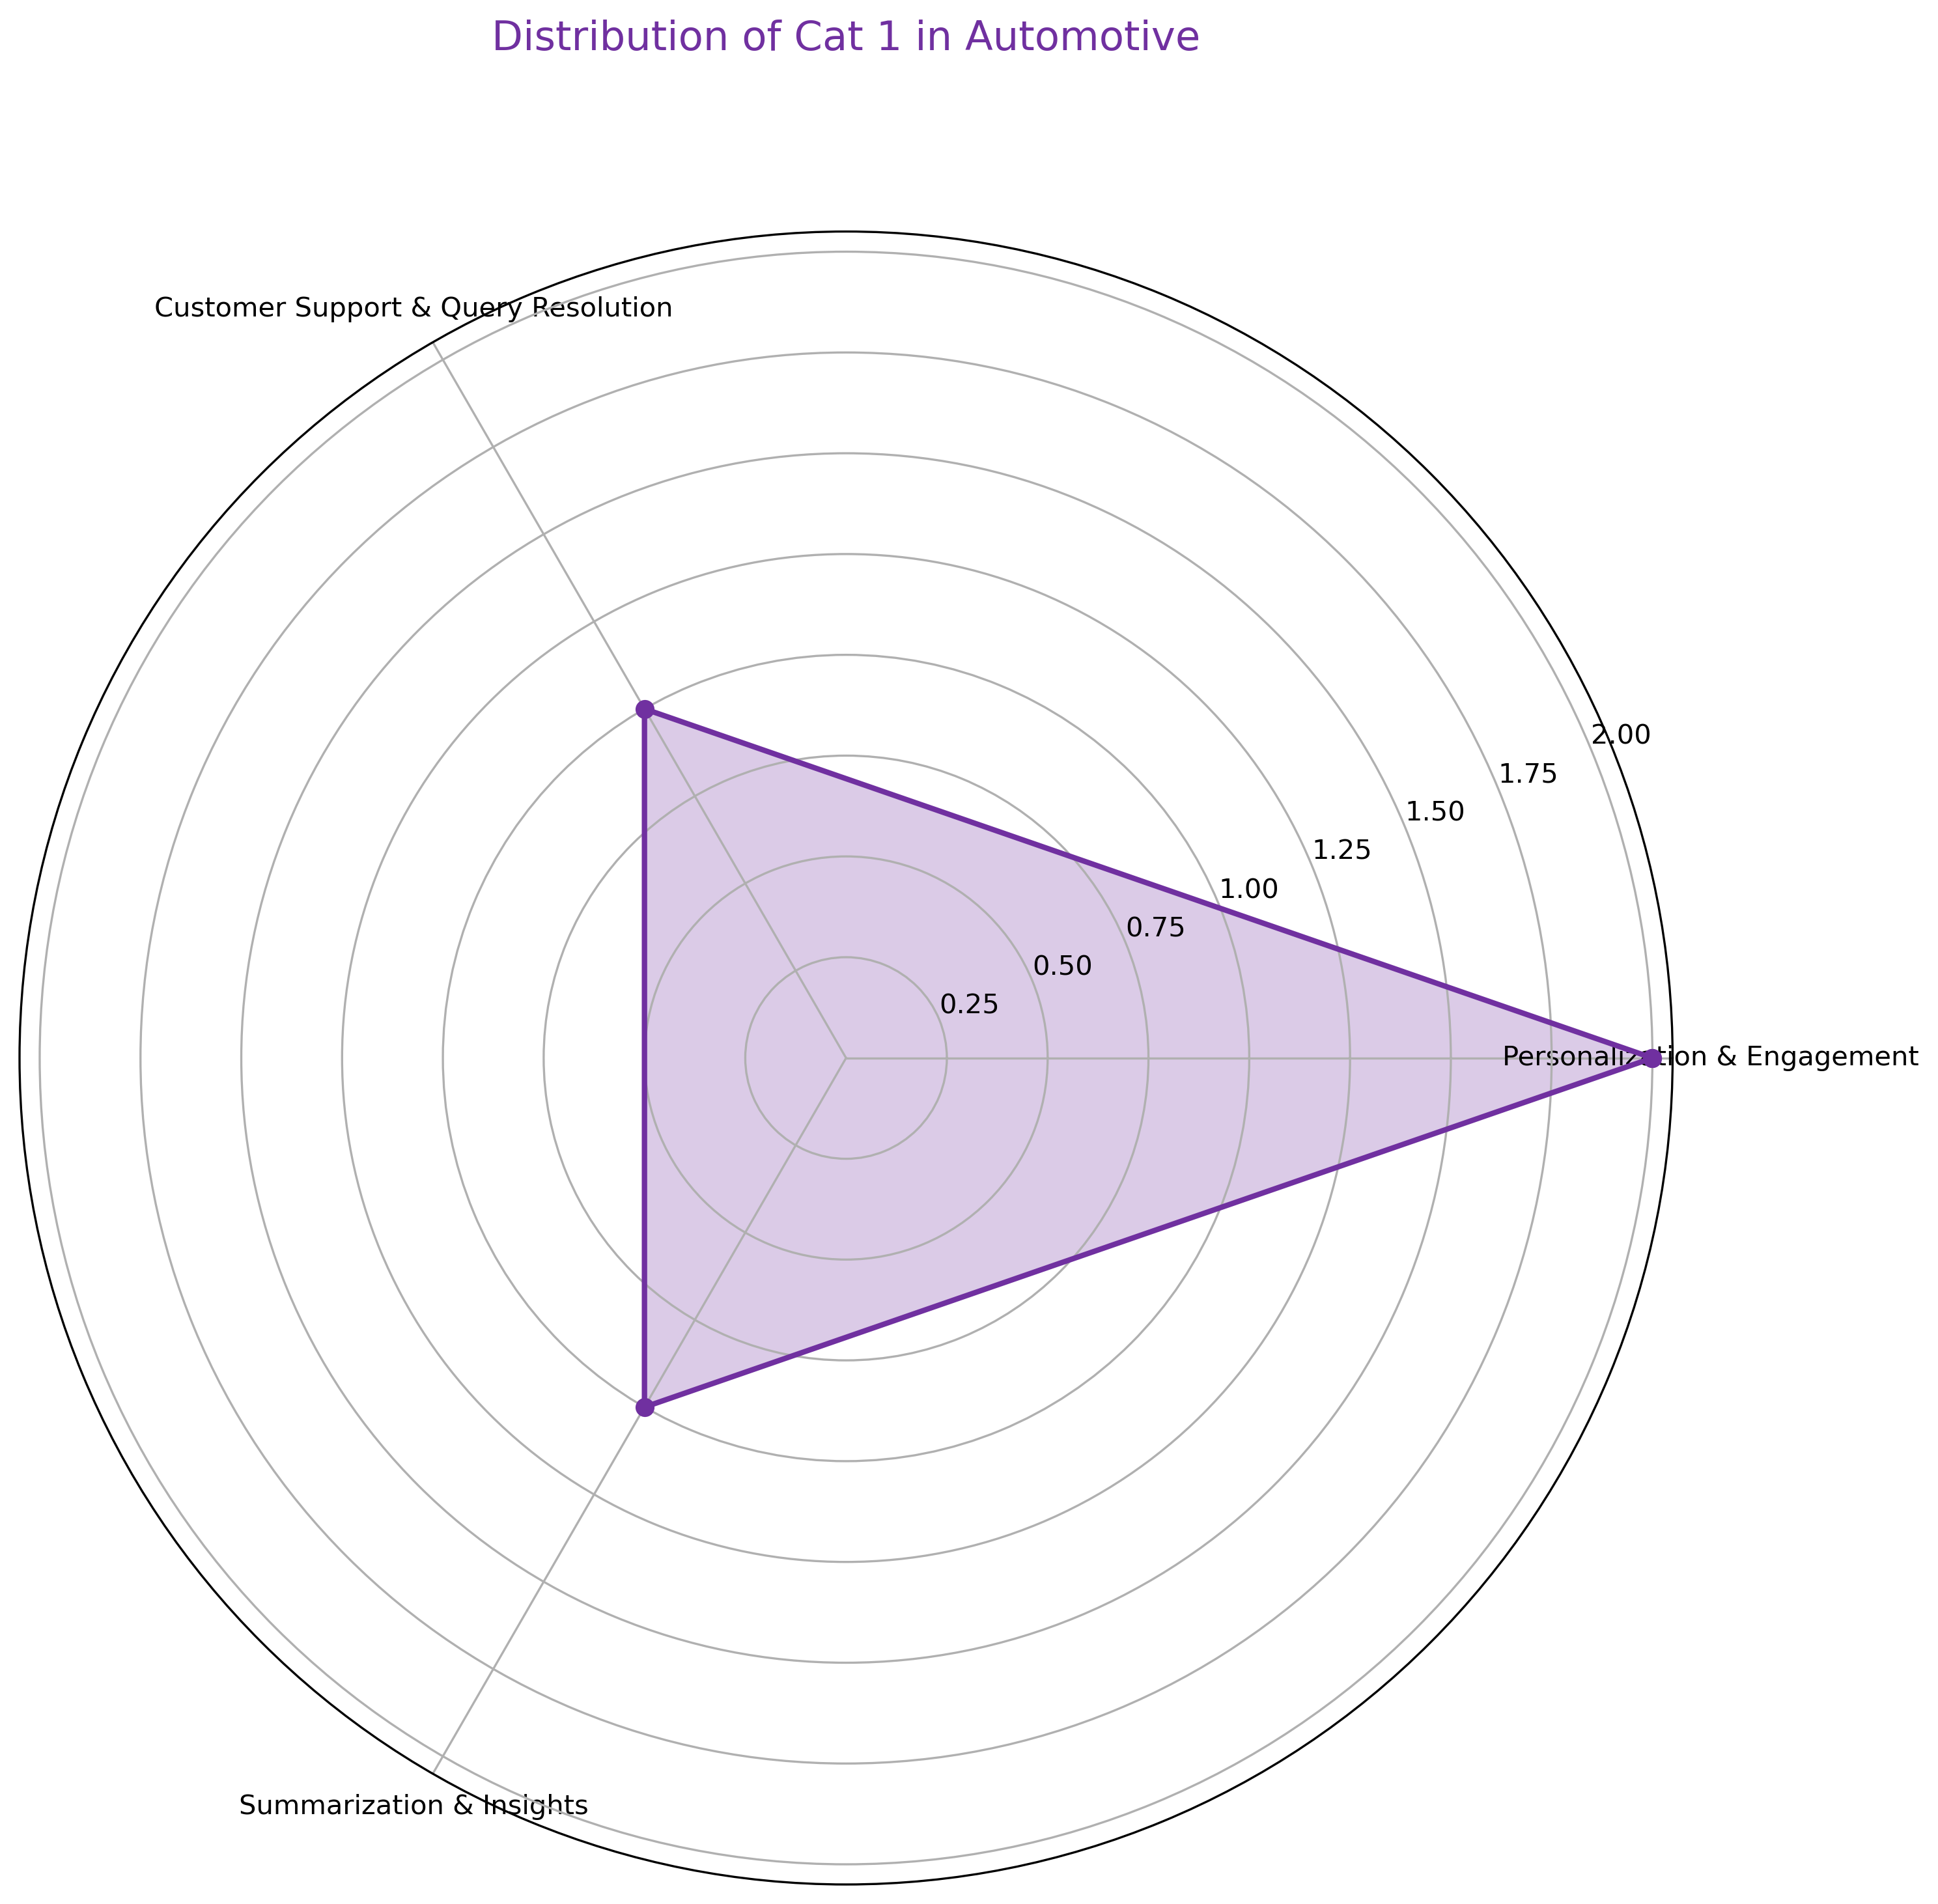 Distribution of Cat 1 in Automotive
Customer Support & Query Resolution
2.00
1.75
1.50
1.25
1.00
0.75
0.50
0.25
Personalization & Engagement
Summarization & Insights